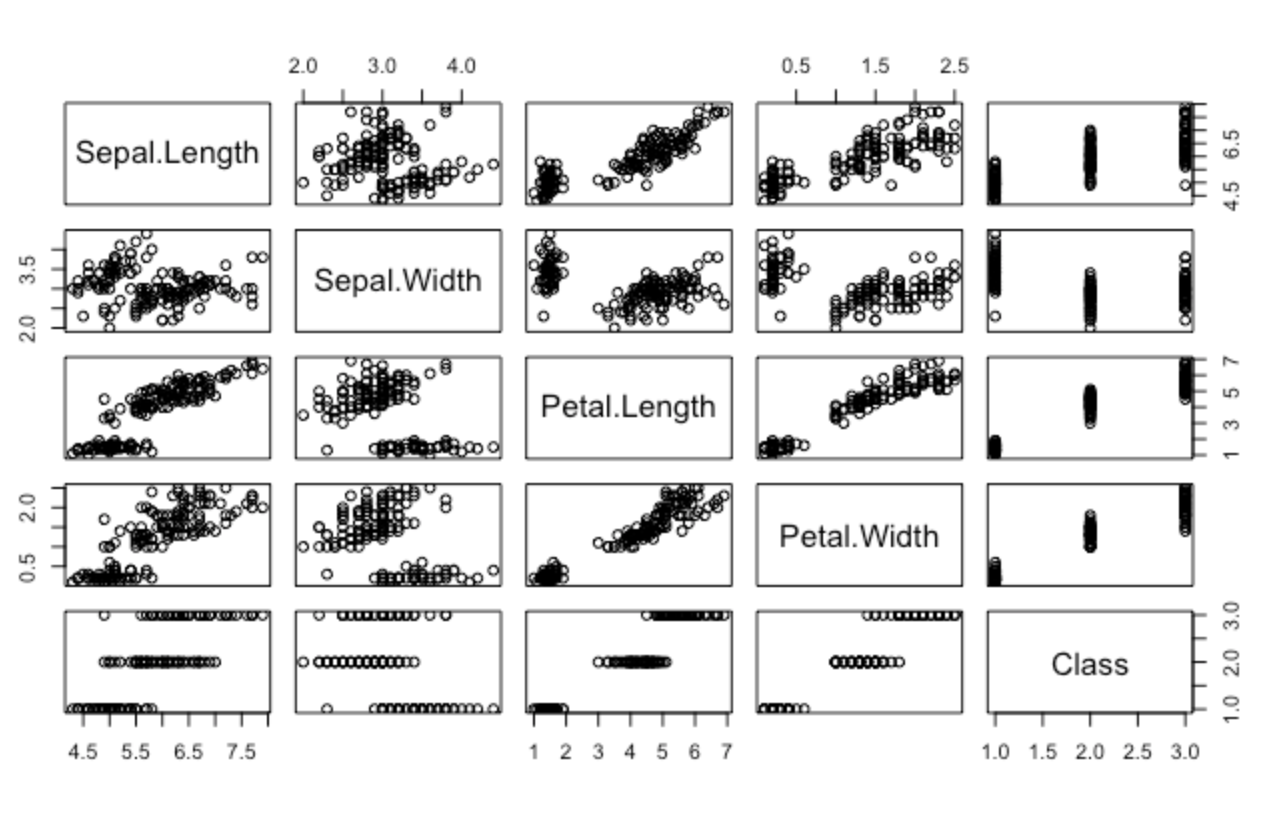 2.0 3.0 4.0 0.5 1.5 2.5
Sepal.Length
4.5 6.5
2.0 3.5
Sepal.Width
Petal.Length
1 3 5 7
0.5 2.0
Petal.Width
Class
1.0 2.0 3.0
4.5 5.5 6.5 7.5 1 2 3 4 5 6 7 1.0 1.5 2.0 2.5 3.0